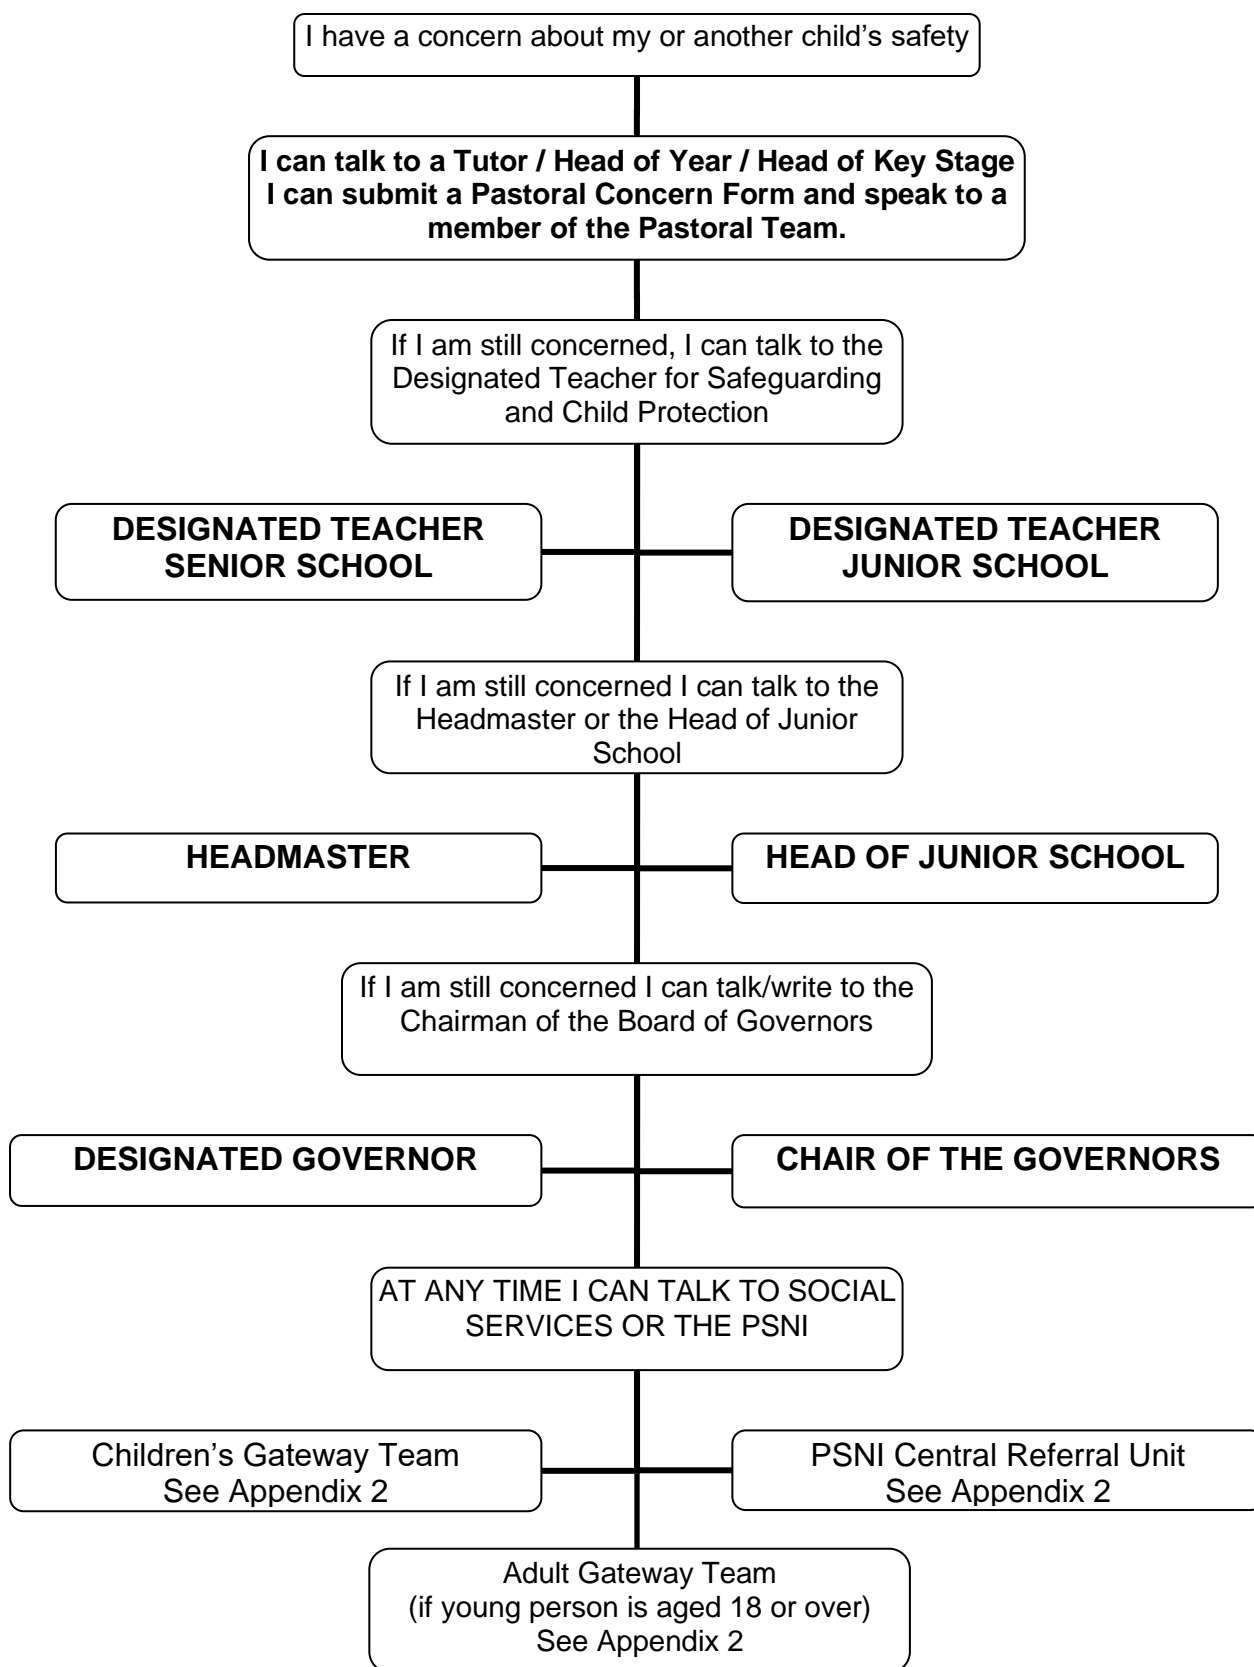 I have a concern about my or another child’s safety
I can talk to a Tutor / Head of Year / Head of Key Stage
I can submit a Pastoral Concern Form and speak to a
member of the Pastoral Team.
If I am still concerned, I can talk to the
Designated Teacher for Safeguarding
and Child Protection
DESIGNATED TEACHER
SENIOR SCHOOL
DESIGNATED TEACHER
JUNIOR SCHOOL
If I am still concerned I can talk to the
Headmaster or the Head of Junior
School
HEADMASTER
HEAD OF JUNIOR SCHOOL
If I am still concerned I can talk/write to the
Chairman of the Board of Governors
DESIGNATED GOVERNOR
CHAIR OF THE GOVERNORS
AT ANY TIME I CAN TALK TO SOCIAL
SERVICES OR THE PSNI
Children’s Gateway Team
See Appendix 2
PSNI Central Referral Unit
See Appendix 2
Adult Gateway Team
(if young person is aged 18 or over)
See Appendix 2